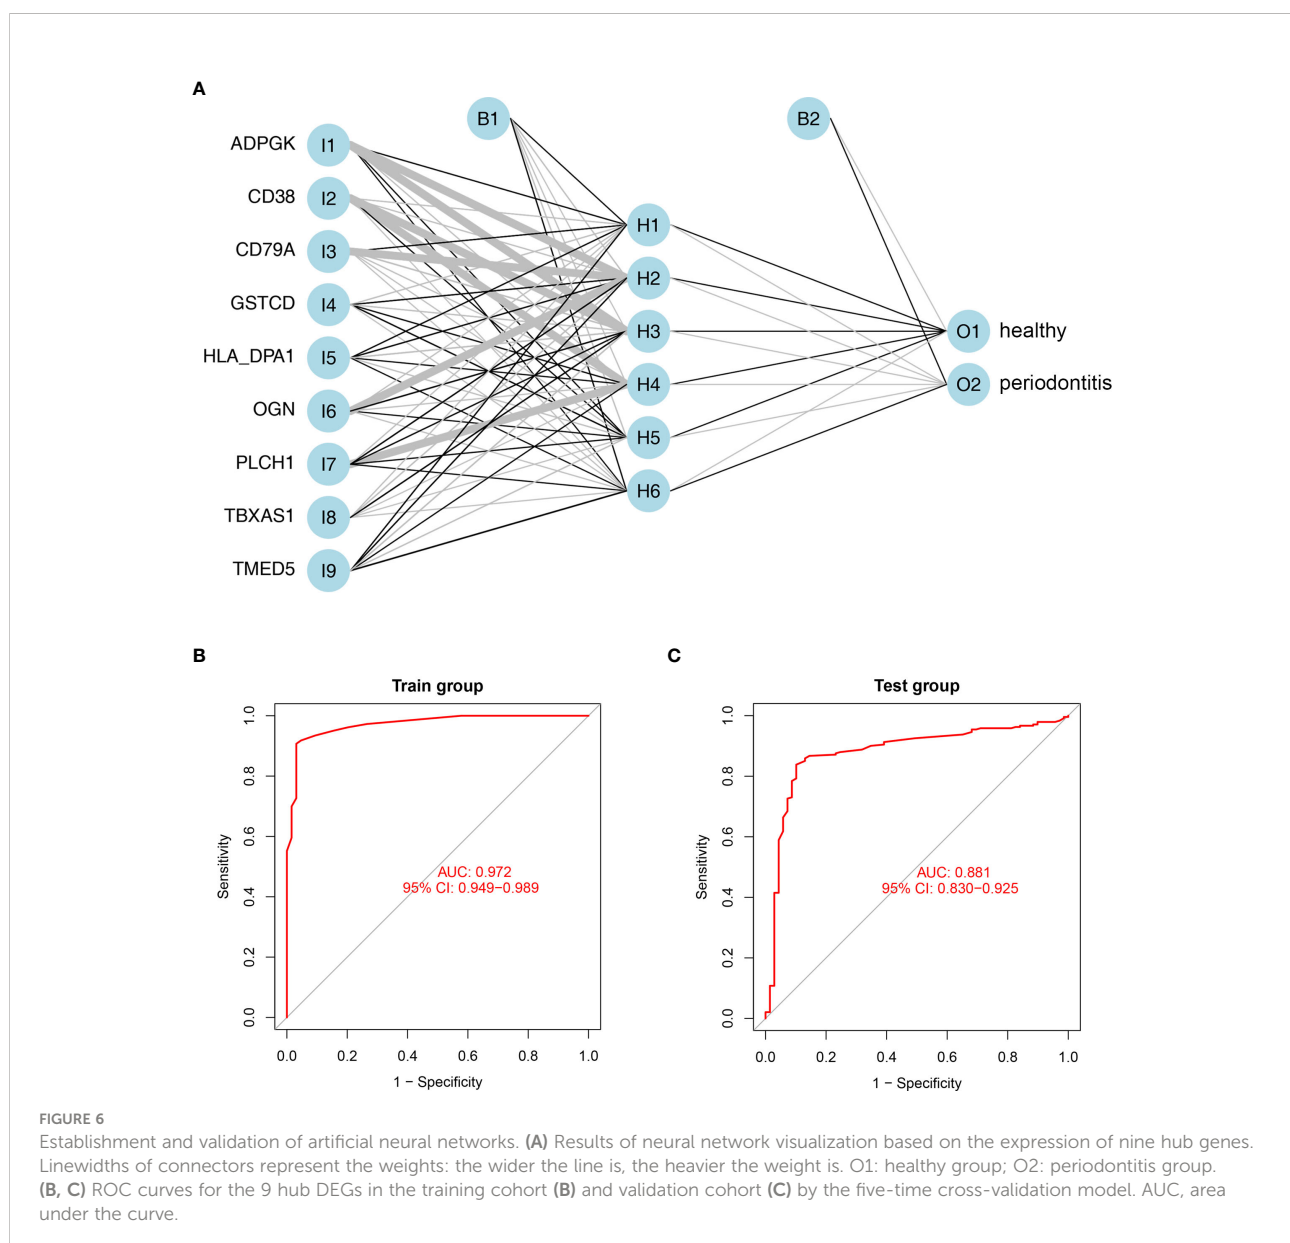 A
B1
B2
ADPGK I1
CD38 I2
CD79A I3
GSTCD I4
HLA_DPA1 I5
OGN I6
PLCH1 I7
TBXAS1 I8
TMED5 I9
H1
H2
H3
H4
H5
H6
O1 healthy
O2 periodontitis
B
Train group
Sensitivity
0.0 0.2 0.4 0.6 0.8 1.0
AUC: 0.972
95% CI: 0.949−0.989
0.0 0.2 0.4 0.6 0.8 1.0
1 − Specificity
C
Test group
Sensitivity
0.0 0.2 0.4 0.6 0.8 1.0
AUC: 0.881
95% CI: 0.830−0.925
0.0 0.2 0.4 0.6 0.8 1.0
1 − Specificity
FIGURE 6
Establishment and validation of artificial neural networks. (A) Results of neural network visualization based on the expression of nine hub genes.
Linewidths of connectors represent the weights: the wider the line is, the heavier the weight is. O1: healthy group; O2: periodontitis group.
(B, C) ROC curves for the 9 hub DEGs in the training cohort (B) and validation cohort (C) by the five-time cross-validation model. AUC, area
under the curve.